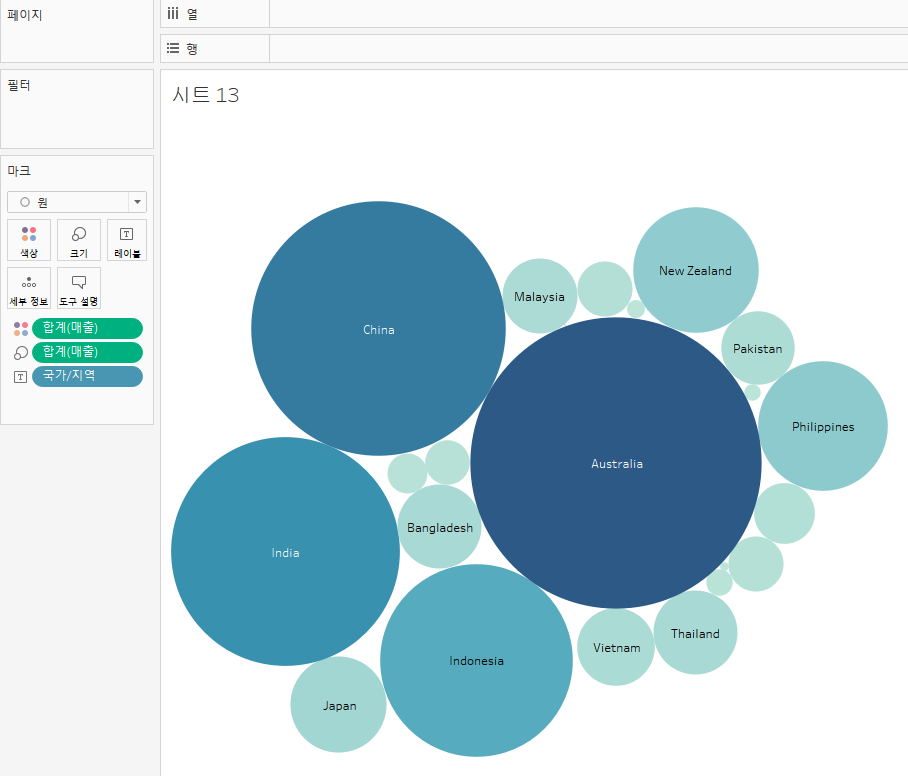 페이지
열
행
필터
시트 13
마크
원
색상
크기
레이블
세부 정보
도구 설명
합계(매출)
합계(매출)
국가/지역
New Zealand
Malaysia
China
Pakistan
Philippines
Australia
Bangladesh
India
Thailand
Vietnam
Indonesia
Japan